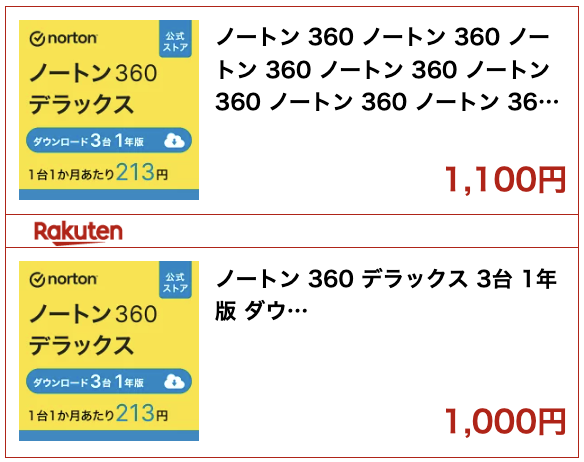 norton
公式
ストア
ノートン 360
デラックス
ダウンロード3台 1年版
1台1か月あたり213円
ノートン 360 ノートン 360 ノー
トン 360 ノートン 360 ノートン
360 ノートン 360 ノートン 36…
1,100円
Rakuten
norton
公式
ストア
ノートン 360
デラックス
ダウンロード3台 1年版
1台1か月あたり213円
ノートン 360 デラックス 3台 1年
版 ダウ…
1,000円